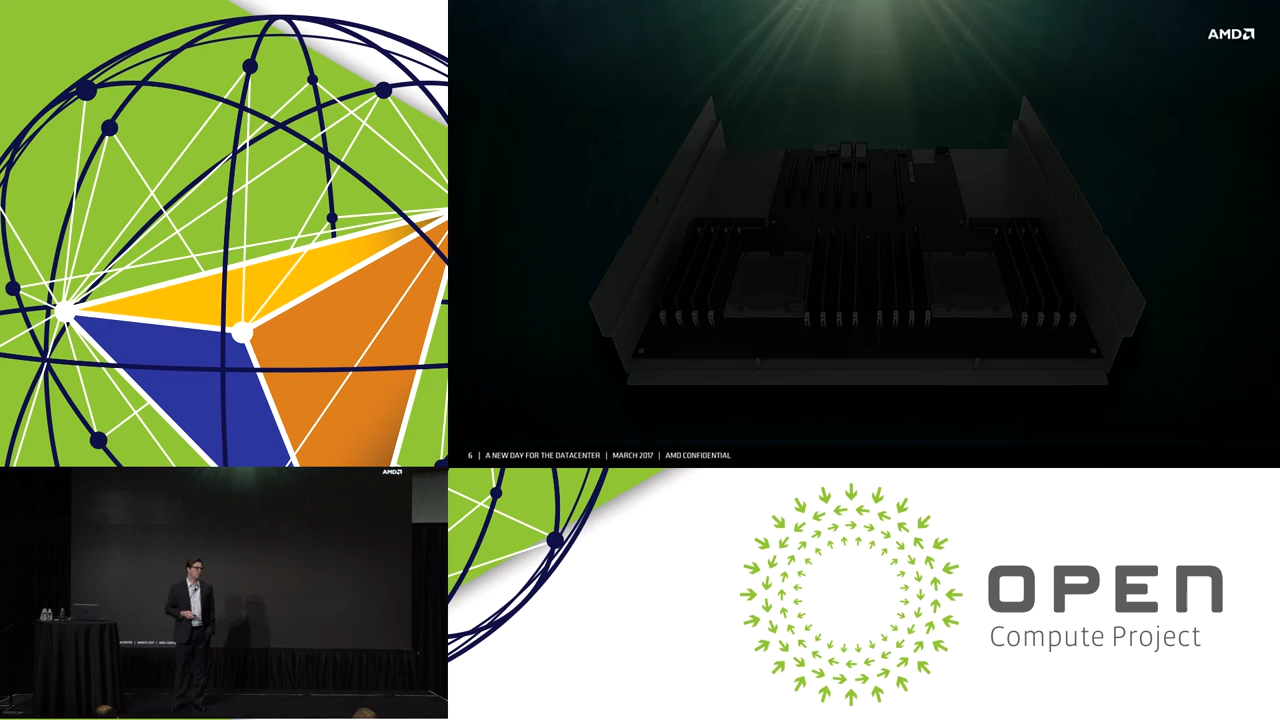 AMD
6 | A NEW DAY FOR THE DATACENTER | MARCH 2017 | AMD CONFIDENTIAL
AMD
OPEN
Compute Project